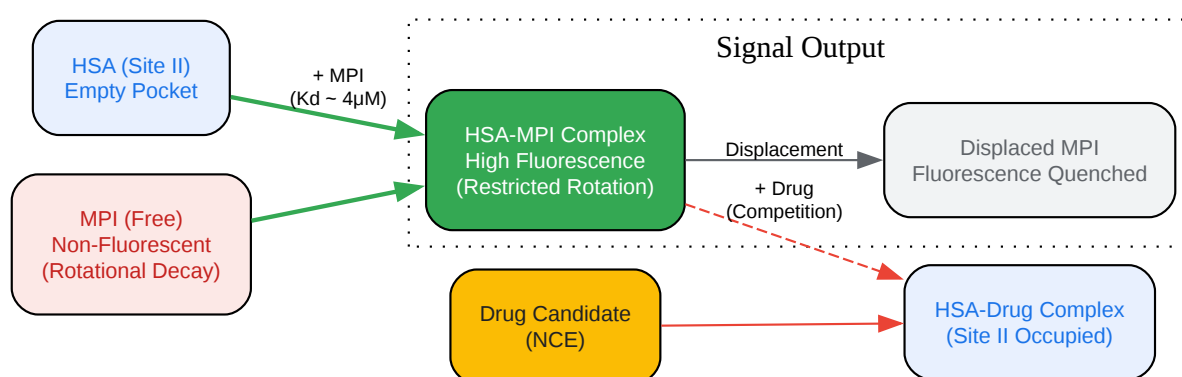 Signal Output
HSA (Site II)
Empty Pocket
+ MPI
(Kd ~ 4μM)
HSA-MPI Complex
High Fluorescence
(Restricted Rotation)
Displacement
Displaced MPI
Fluorescence Quenched
MPI (Free)
Non-Fluorescent
(Rotational Decay)
+ Drug
(Competition)
Drug Candidate
(NCE)
HSA-Drug Complex
(Site II Occupied)